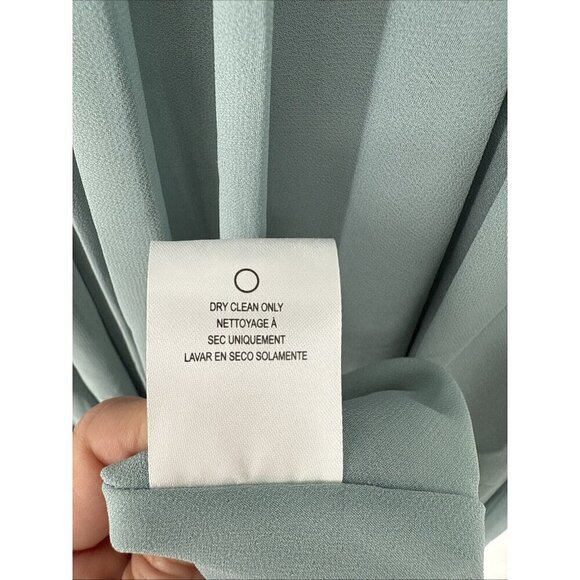 DRY CLEAN ONLY
NETTOYAGE À
SEC UNIQUEMENT
LAVAR EN SECO SOLAMENTE